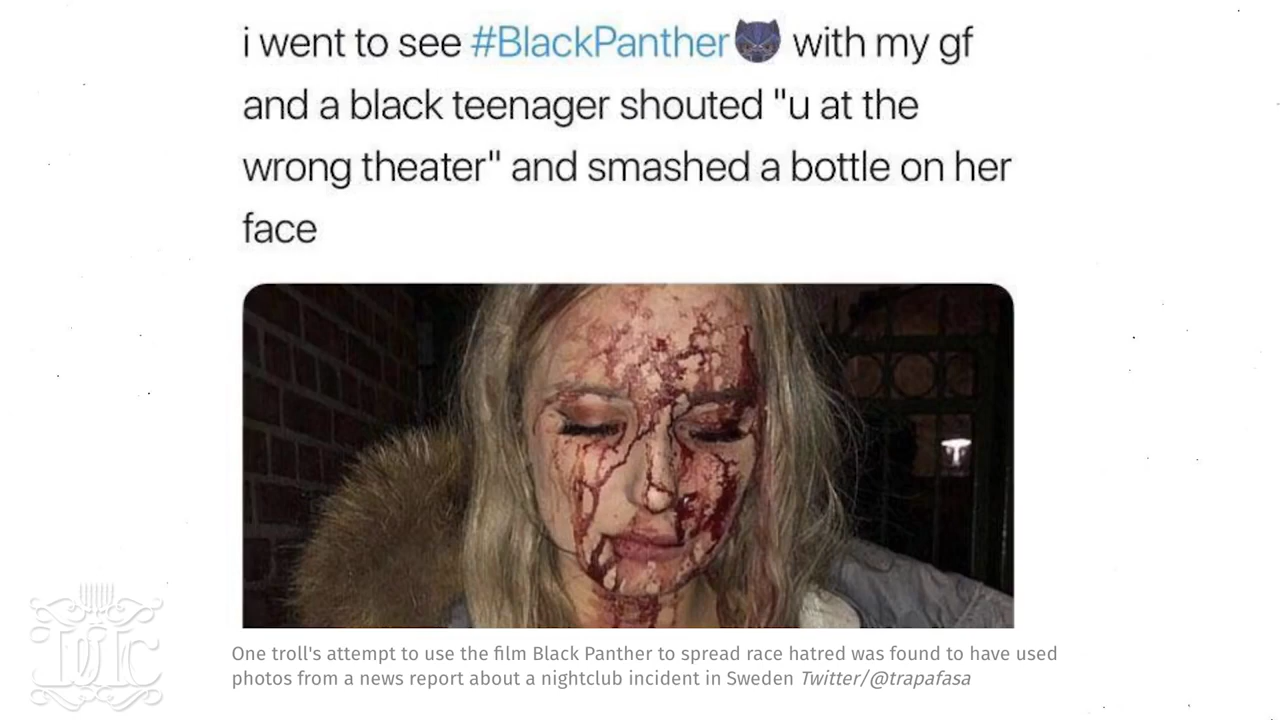 i went to see #BlackPanther with my gf
and a black teenager shouted "u at the
wrong theater" and smashed a bottle on her
face
One troll's attempt to use the film Black Panther to spread race hatred was found to have used
photos from a news report about a nightclub incident in Sweden Twitter/@trapafasa